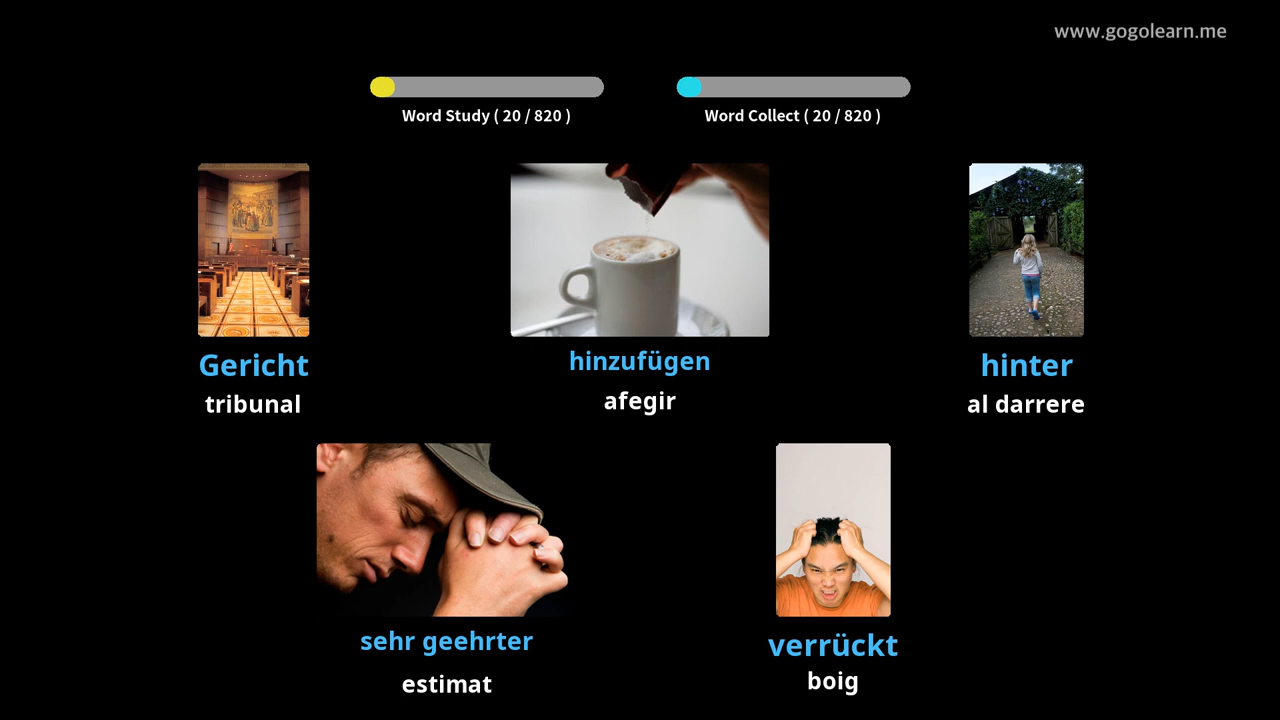 www.gogolearn.me
Word Study ( 20 / 820 )
Word Collect ( 20 / 820 )
Gericht
tribunal
hinzufügen
afegir
hinter
al darrere
sehr geehrter
estimat
verrückt
boig